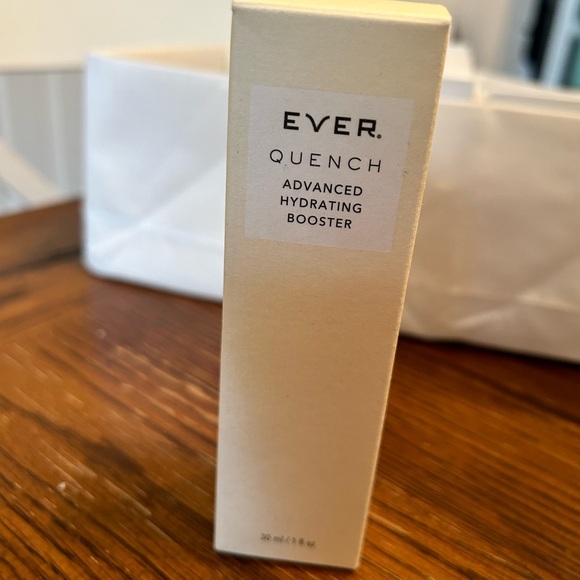 EVER.
QUENCH
ADVANCED
HYDRATING
BOOSTER
30 ml / 1 fl oz